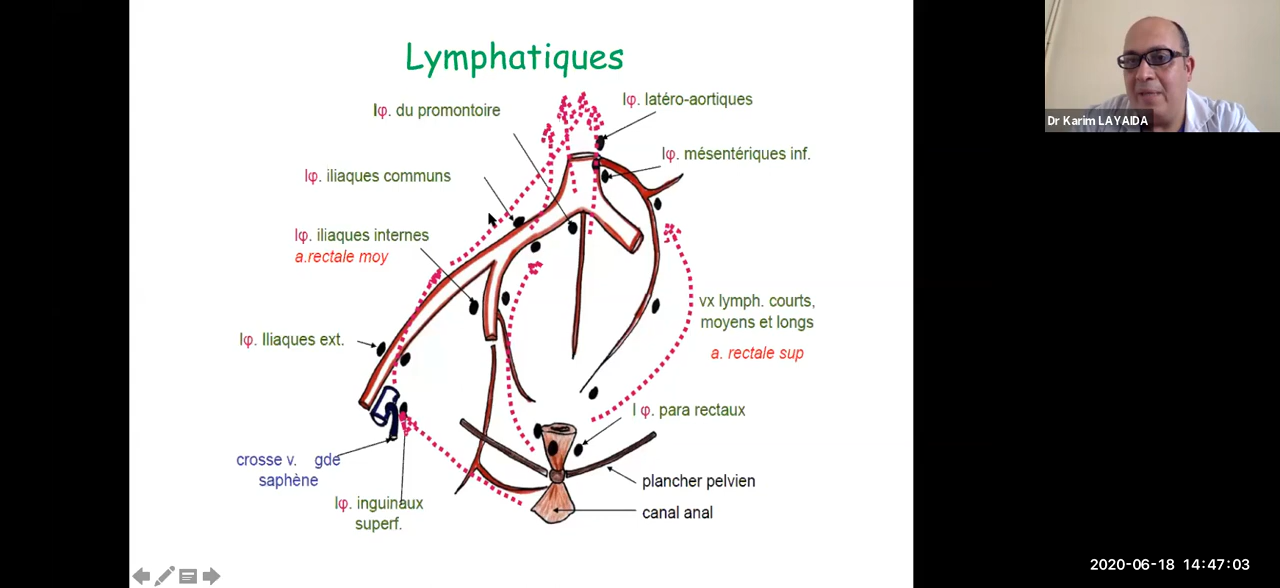 Lymphatiques
lφ. du promontoire
lφ. latéro-aortiques
lφ. mésentériques inf.
lφ. iliaques communs
lφ. iliaques internes
a.rectale moy
vx lymph. courts,
moyens et longs
a. rectale sup
lφ. Iliaques ext.
l φ. para rectaux
crosse v. gde
saphène
plancher pelvien
lφ. inguinaux
superf.
canal anal
Dr Karim LAYAIDA
2020-06-18 14:47:03